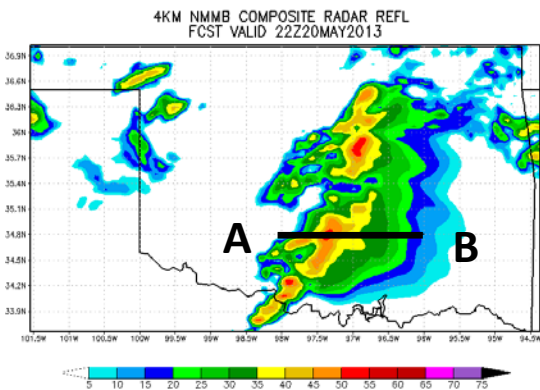 4KM NMMB COMPOSITE RADAR REFL
FCST VALID 22Z20MAY2013
36.9N
36.6N
36.3N
36N
35.7N
35.4N
35.1N
34.8N
34.5N
34.2N
33.9N
A
B
101.5W 101W 100.5W 100W 99.5W 99W 98.5W 98W 97.5W 97W 96.5W 96W 95.5W 95W 94.5W
5 10 15 20 25 30 35 40 45 50 55 60 65 70 75